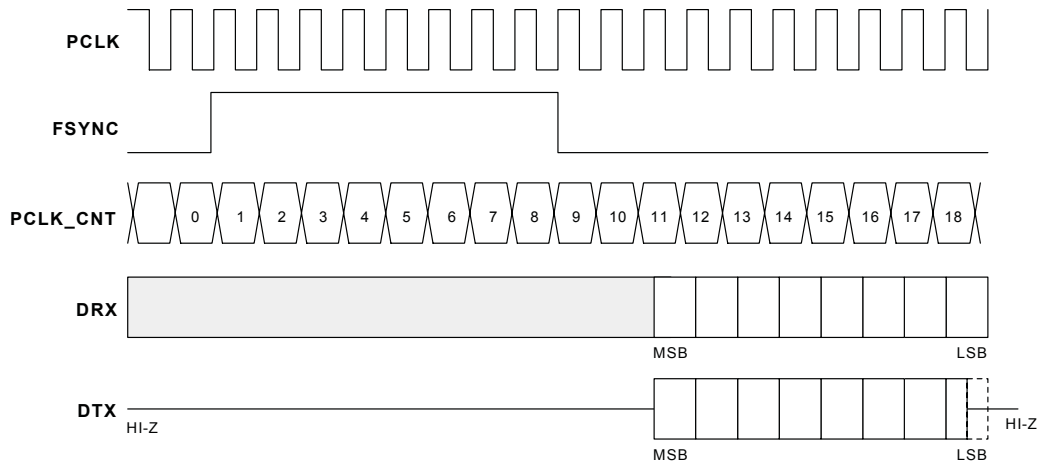 PCLK
FSYNC
PCLK_CNT 0 1 2 3 4 5 6 7 8 9 10 11 12 13 14 15 16 17 18
DRX
MSB LSB
DTX
HI-Z HI-Z
MSB LSB